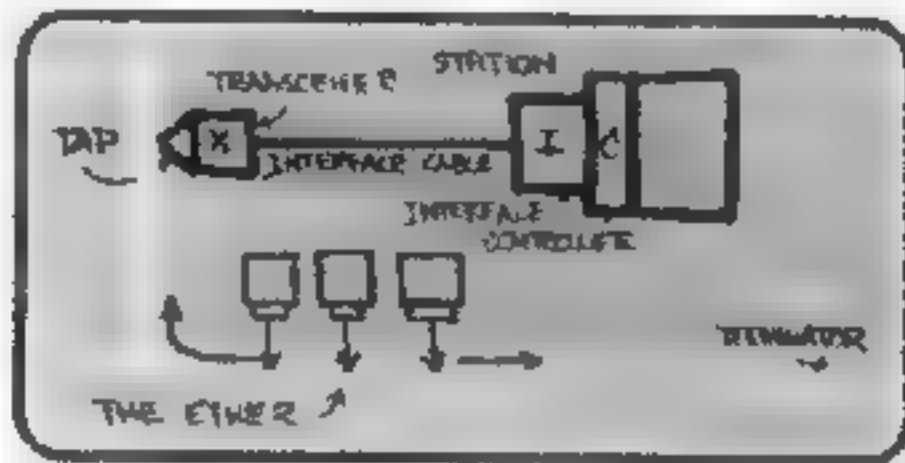 STATION
TRANSCEIVER
TAP
X
I
C
INTERFACE CABLE
INTERFACE
CONTROLLER
TERMINATOR
THE ETHER